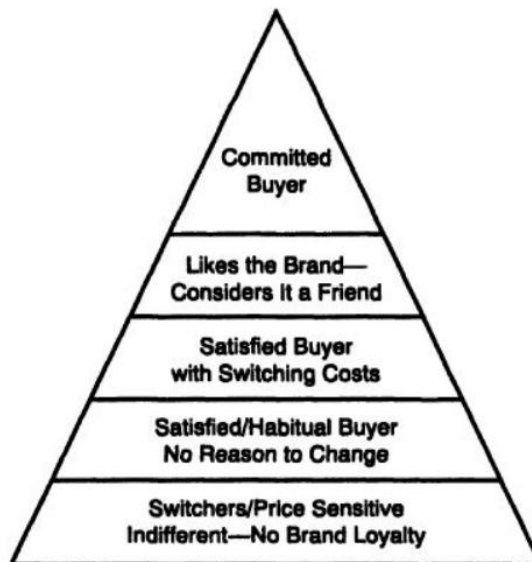 Committed
Buyer
Likes the Brand—
Considers It a Friend
Satisfied Buyer
with Switching Costs
Satisfied/Habitual Buyer
No Reason to Change
Switchers/Price Sensitive
Indifferent—No Brand Loyalty